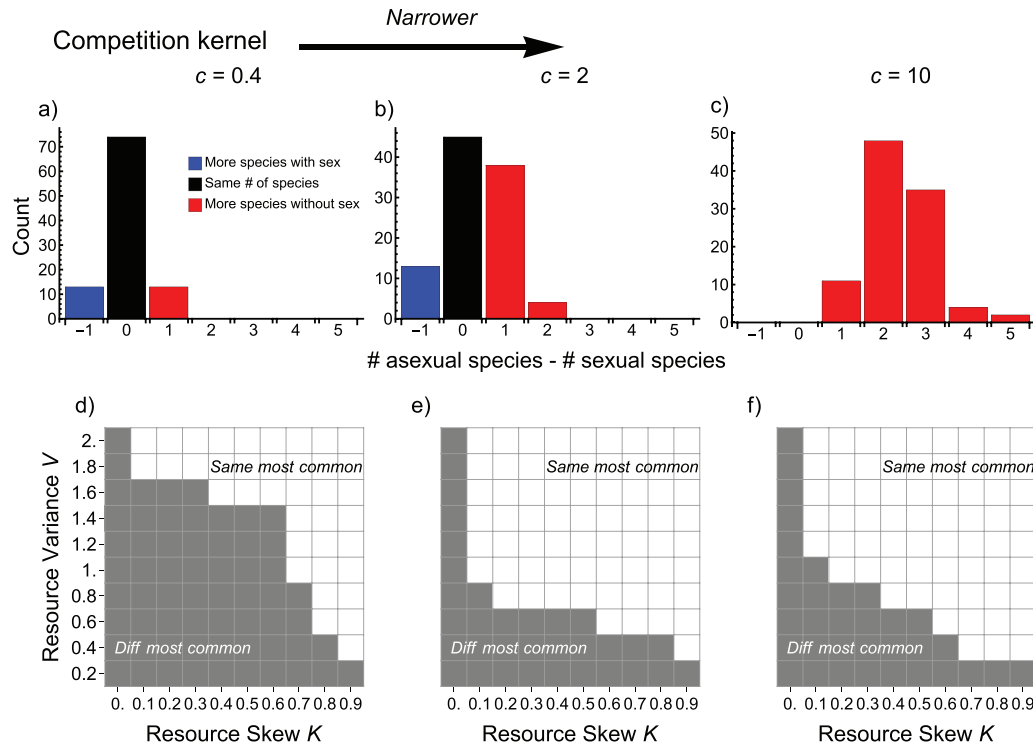 Narrower
Competition kernel
c = 0.4
c = 2
c = 10
a)
b)
c)
Count
70
60
50
40
30
20
10
0
More species with sex
Same # of species
More species without sex
−1 0 1 2 3 4 5
40
30
20
10
0
−1 0 1 2 3 4 5
50
40
30
20
10
0
−1 0 1 2 3 4 5
# asexual species - # sexual species
d)
e)
f)
Resource Variance V
2.
1.8
1.6
1.4
1.2
1.
0.8
0.6
0.4
0.2
Same most common
Diff most common
0. 0.1 0.2 0.3 0.4 0.5 0.6 0.7 0.8 0.9
Resource Skew K
Same most common
Diff most common
0. 0.1 0.2 0.3 0.4 0.5 0.6 0.7 0.8 0.9
Resource Skew K
Same most common
Diff most common
0. 0.1 0.2 0.3 0.4 0.5 0.6 0.7 0.8 0.9
Resource Skew K